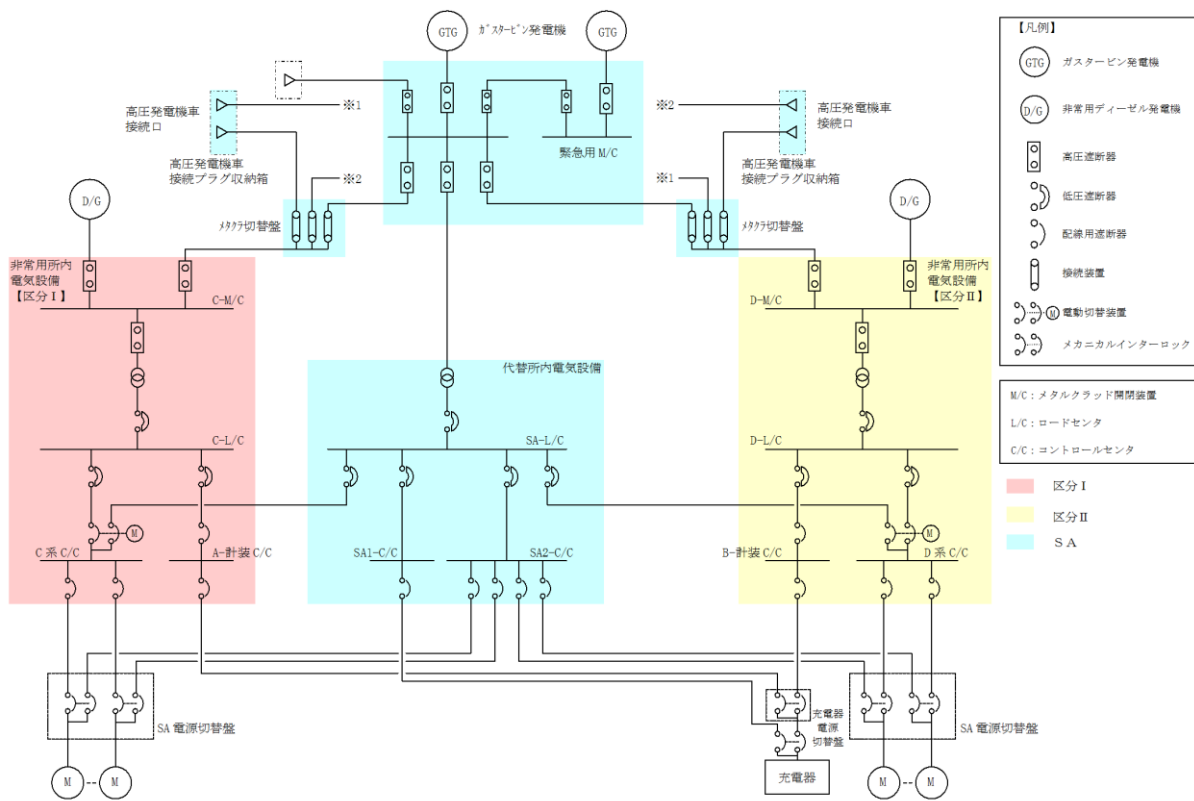 GTG
ガスタービン発電機
GTG
高圧発電機車
接続口
※1
※2
高圧発電機車
接続口
緊急用 M/C
高圧発電機車
接続プラグ収納箱
※2
※1
高圧発電機車
接続プラグ収納箱
D/G
D/G
メタクラ切替盤
メタクラ切替盤
非常用所内
電気設備
【区分Ⅰ】
非常用所内
電気設備
【区分Ⅱ】
C-M/C
D-M/C
代替所内電気設備
C-L/C
SA-L/C
D-L/C
M
M
C 系 C/C
A-計装 C/C
SA1-C/C
SA2-C/C
B-計装 C/C
D 系 C/C
SA 電源切替盤
充電器
電源
切替盤
SA 電源切替盤
M
M
充電器
M
M
【凡例】
GTG
ガスタービン発電機
D/G
非常用ディーゼル発電機
高圧遮断器
低圧遮断器
配線用遮断器
接続装置
M
電動切替装置
メカニカルインターロック
M/C：メタルクラッド開閉装置
L/C：ロードセンタ
C/C：コントロールセンタ
区分Ⅰ
区分Ⅱ
ＳＡ